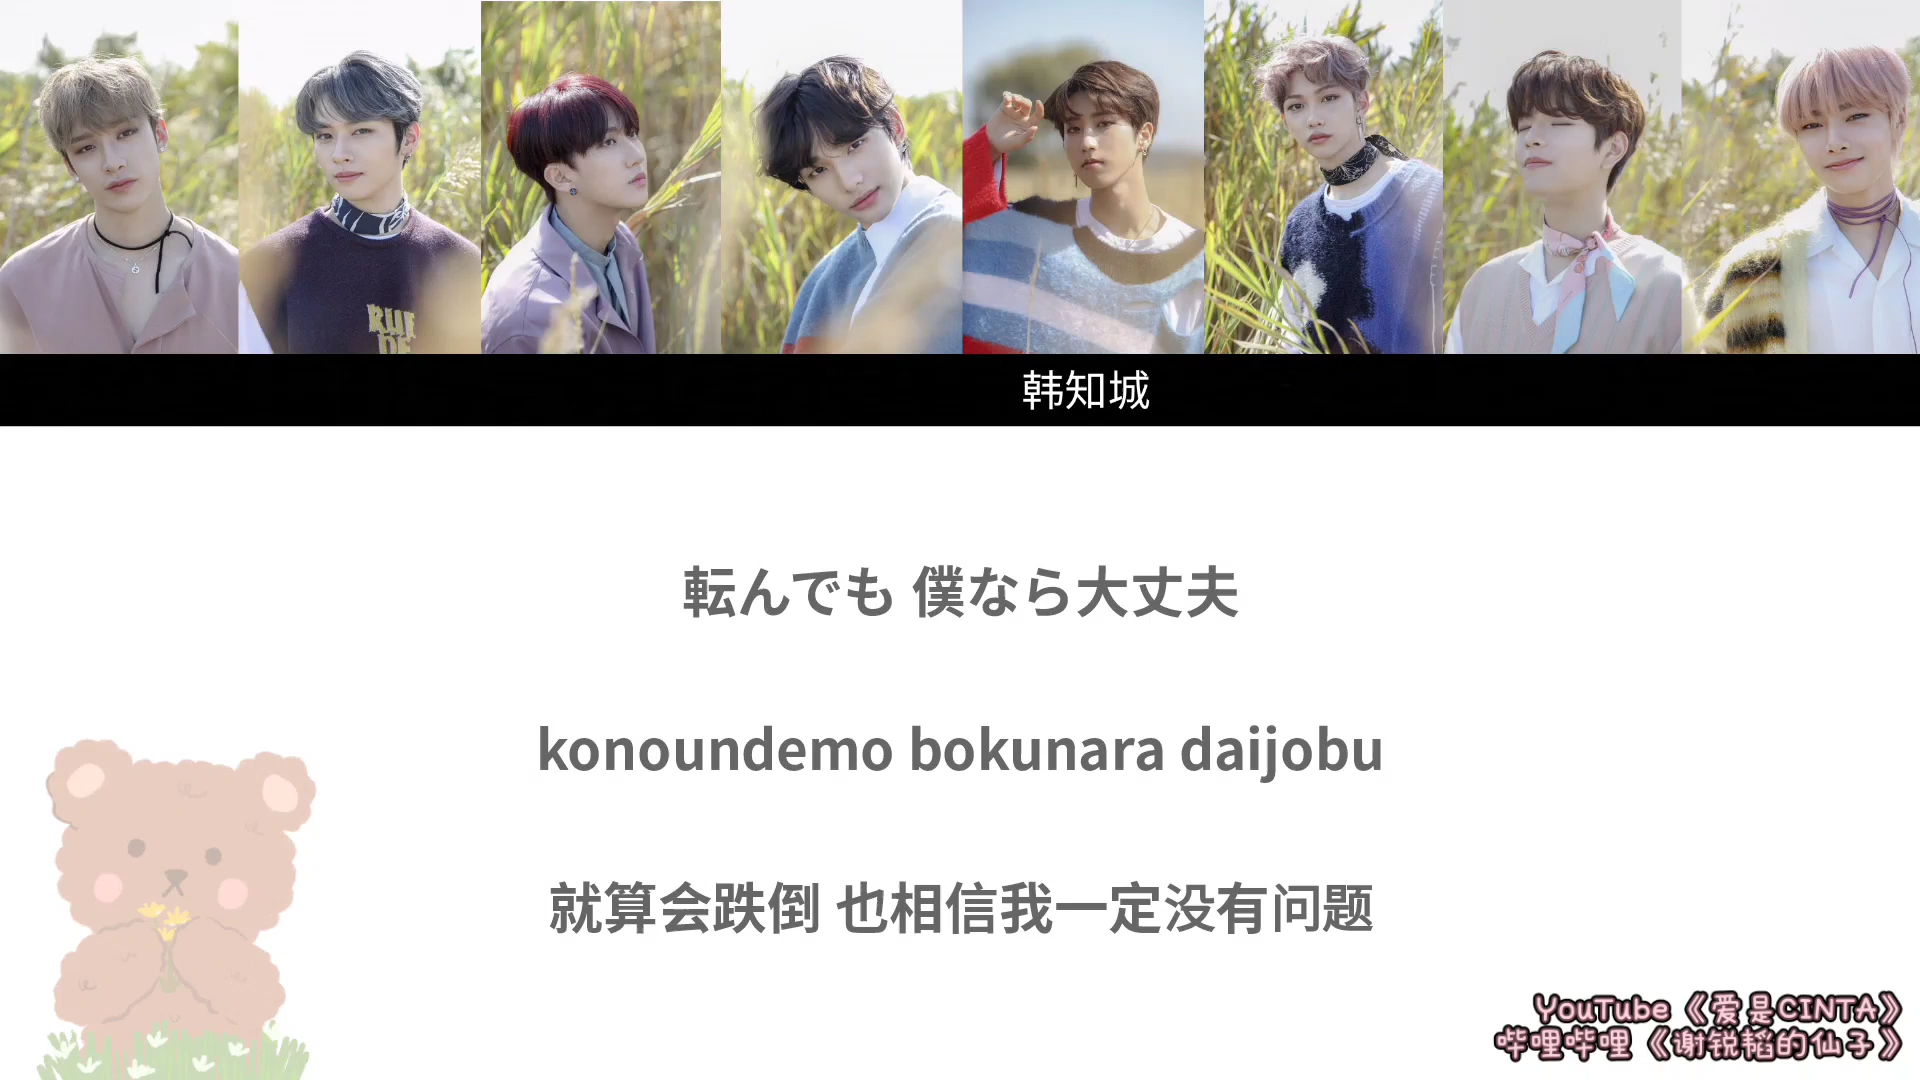 韩知城
転んでも 僕なら大丈夫
konoundemo bokunara daijobu
就算会跌倒 也相信我一定没有问题
YouTube《爱是CINTA》
哔哩哔哩《谢锐韬的仙子》